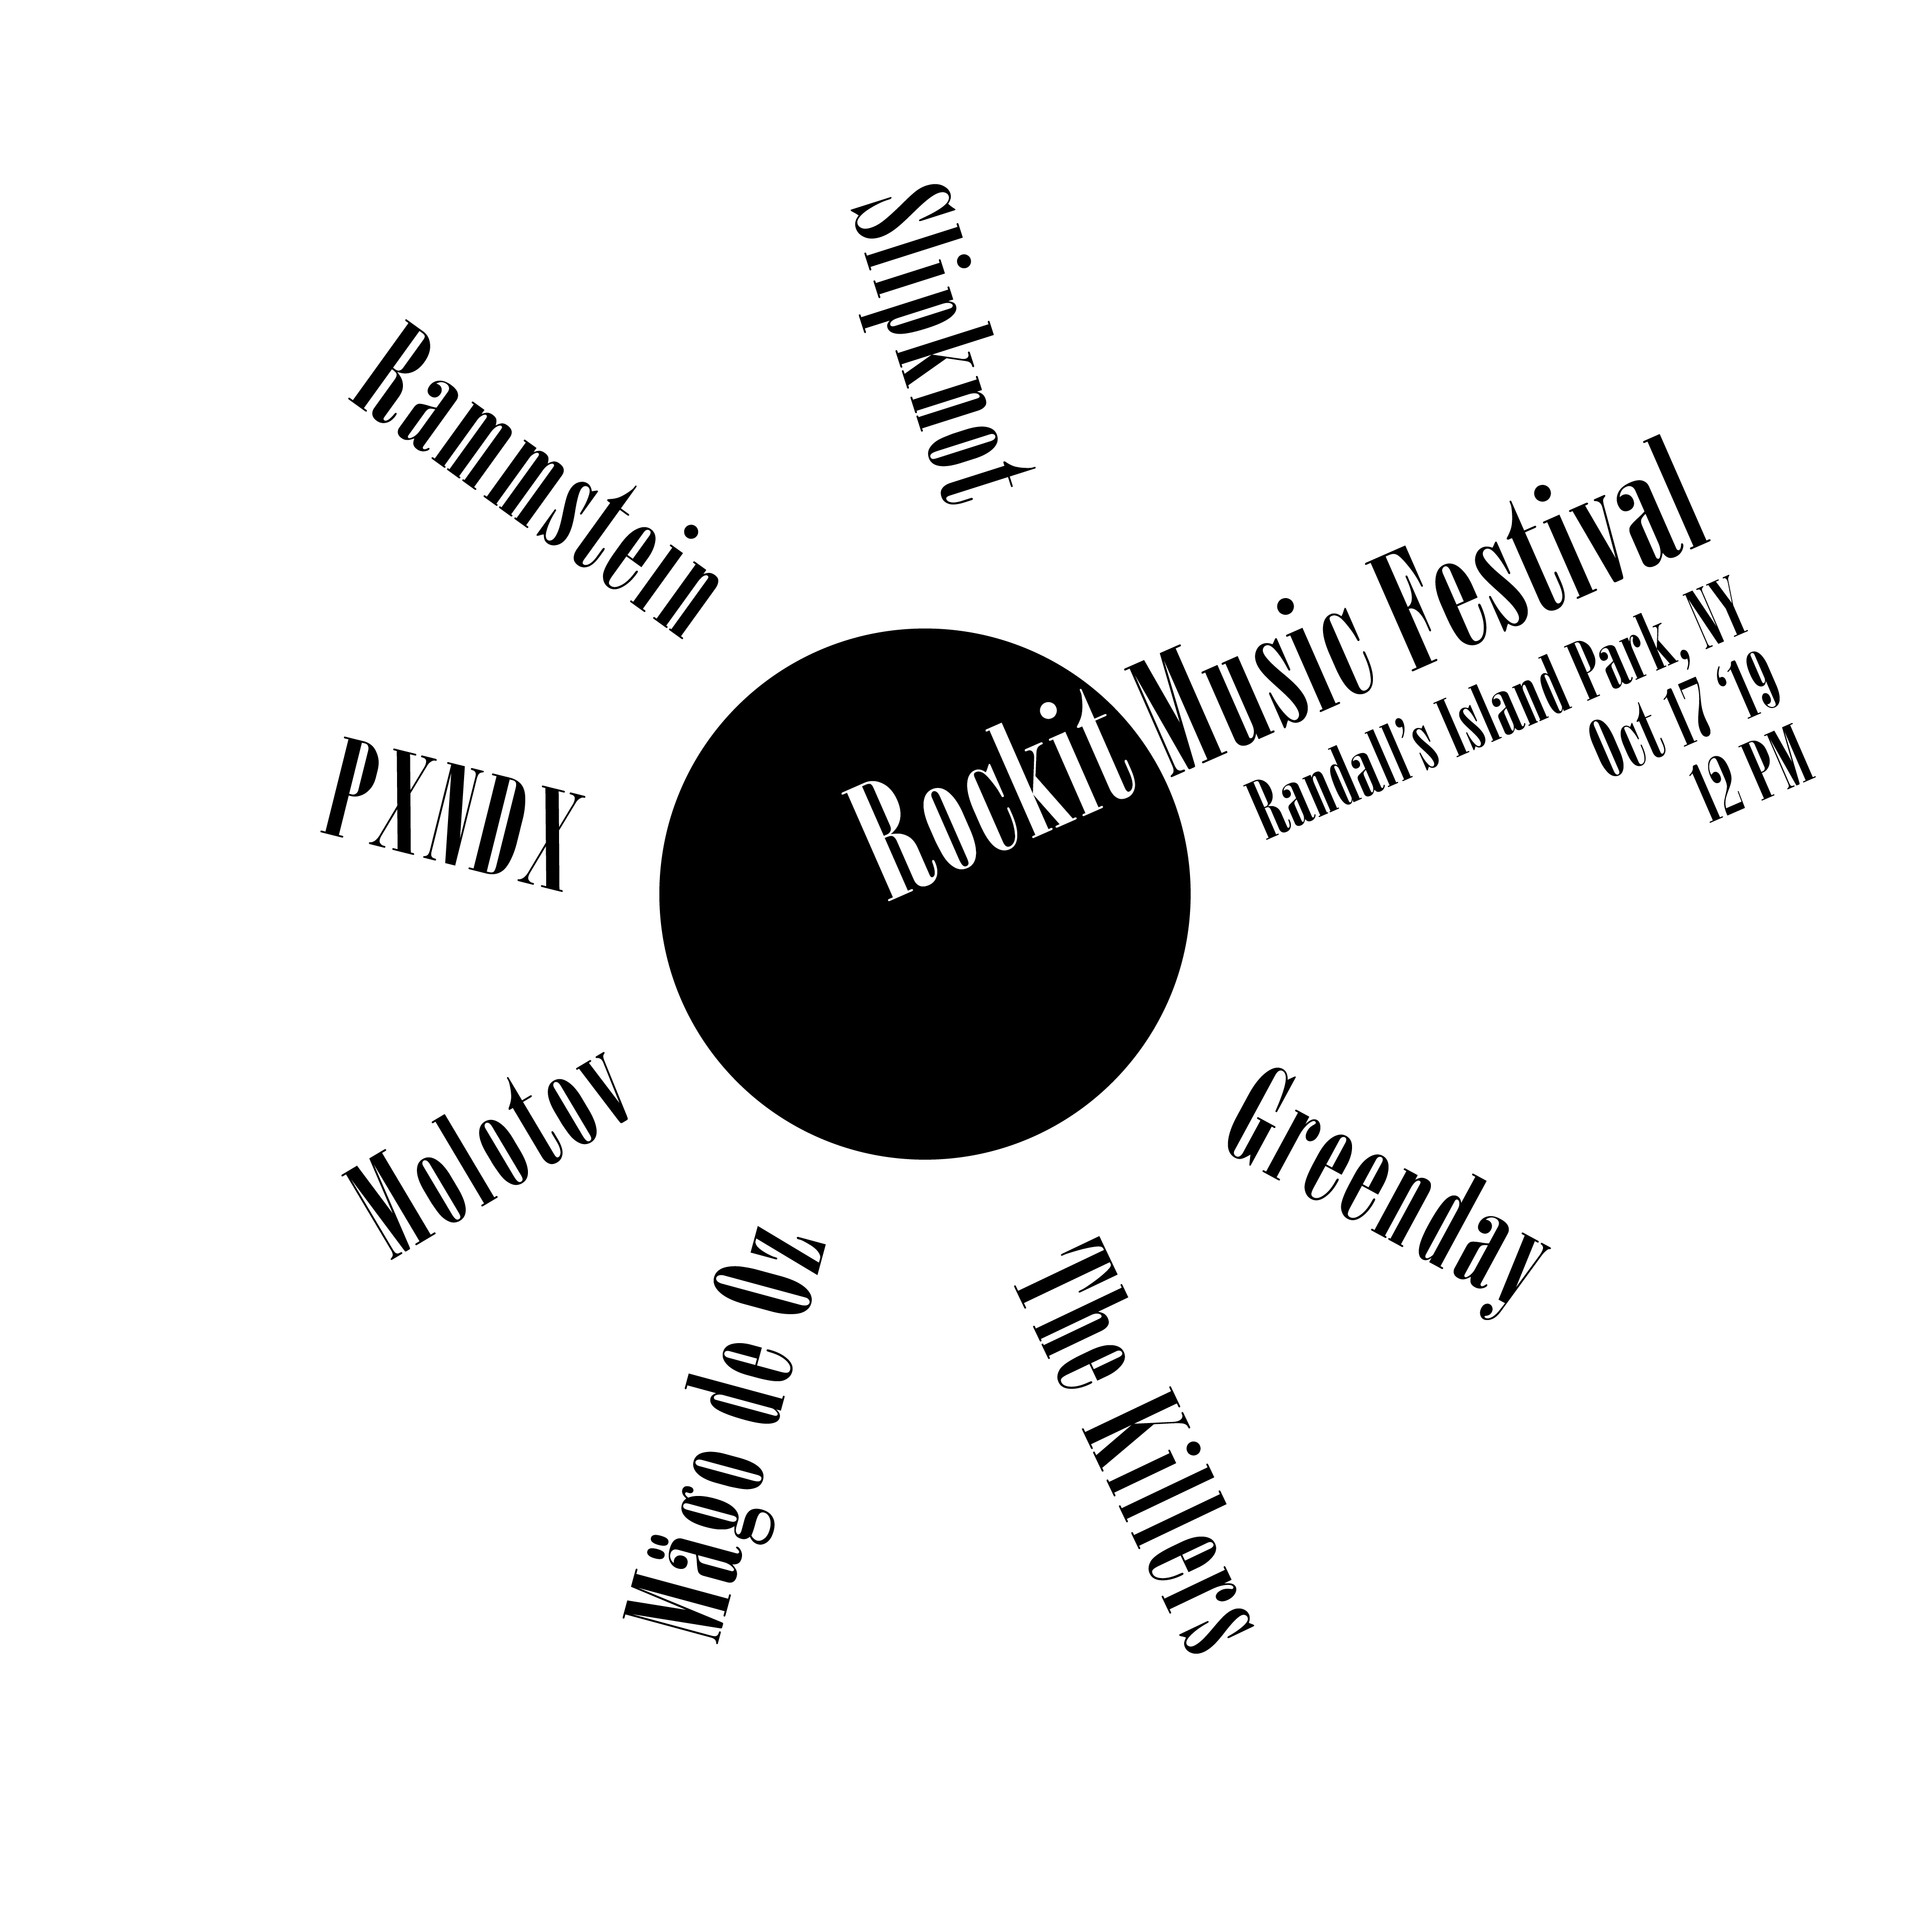 Slipknot
Rammstein
PXNDX
Molotov
Mägo de Oz
The Killers
Greenday
Rockit Music Festival
Randall's Island Park, NY
Oct 17' 19
12 pm